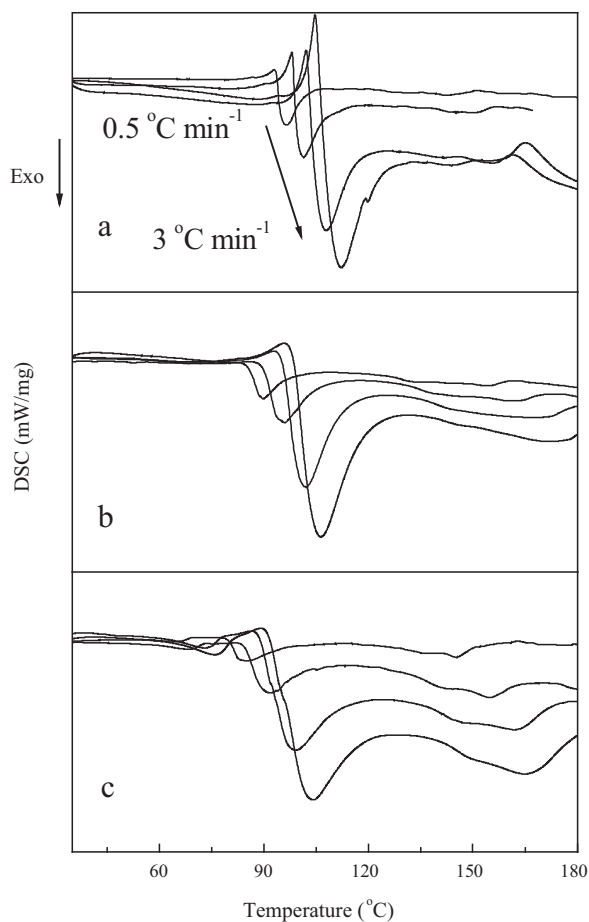 0.5 °C min⁻¹
Exo
a
3 °C min⁻¹
b
DSC (mW/mg)
c
60 90 120 150 180
Temperature (°C)